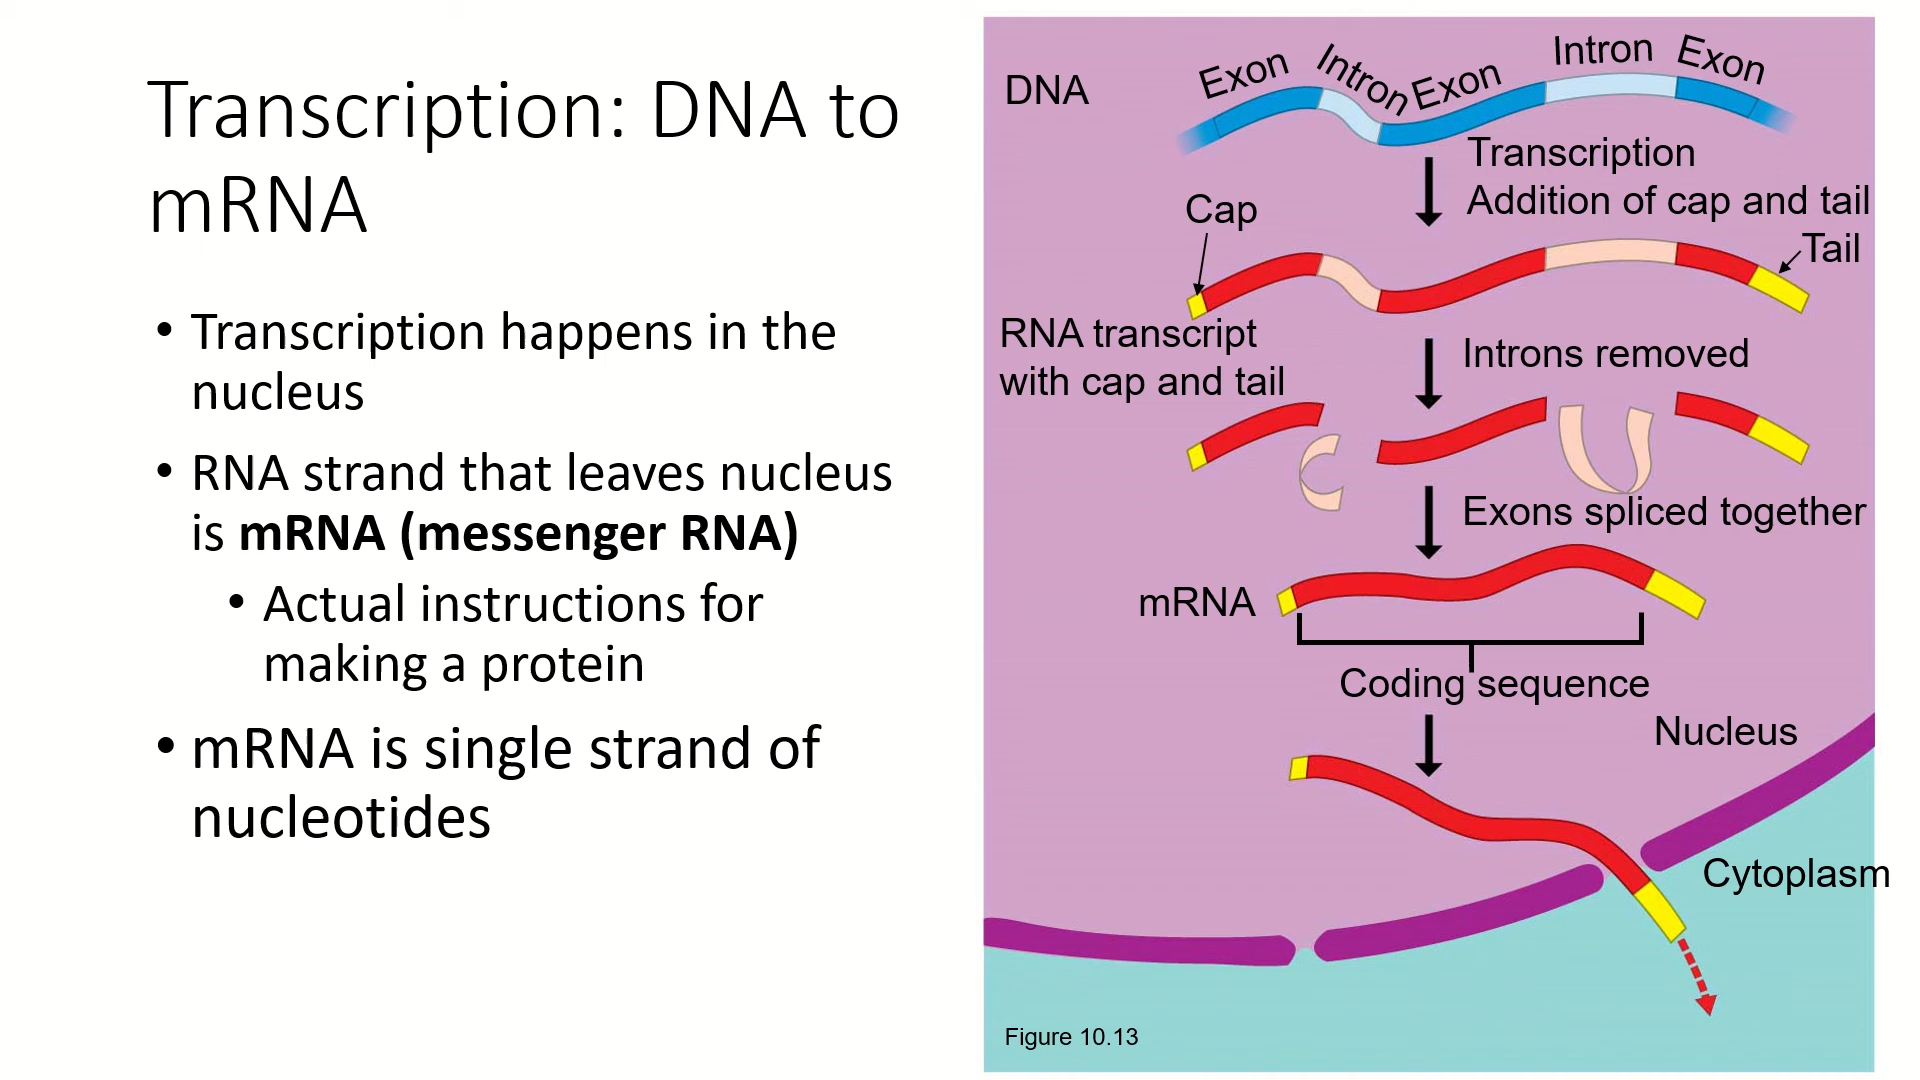 Transcription: DNA to
mRNA
• Transcription happens in the
nucleus
• RNA strand that leaves nucleus
is mRNA (messenger RNA)
• Actual instructions for
making a protein
• mRNA is single strand of
nucleotides
DNA
Exon
Intron
Exon
Intron
Exon
Transcription
Addition of cap and tail
Cap
Tail
RNA transcript
with cap and tail
Introns removed
Exons spliced together
mRNA
Coding sequence
Nucleus
Cytoplasm
Figure 10.13